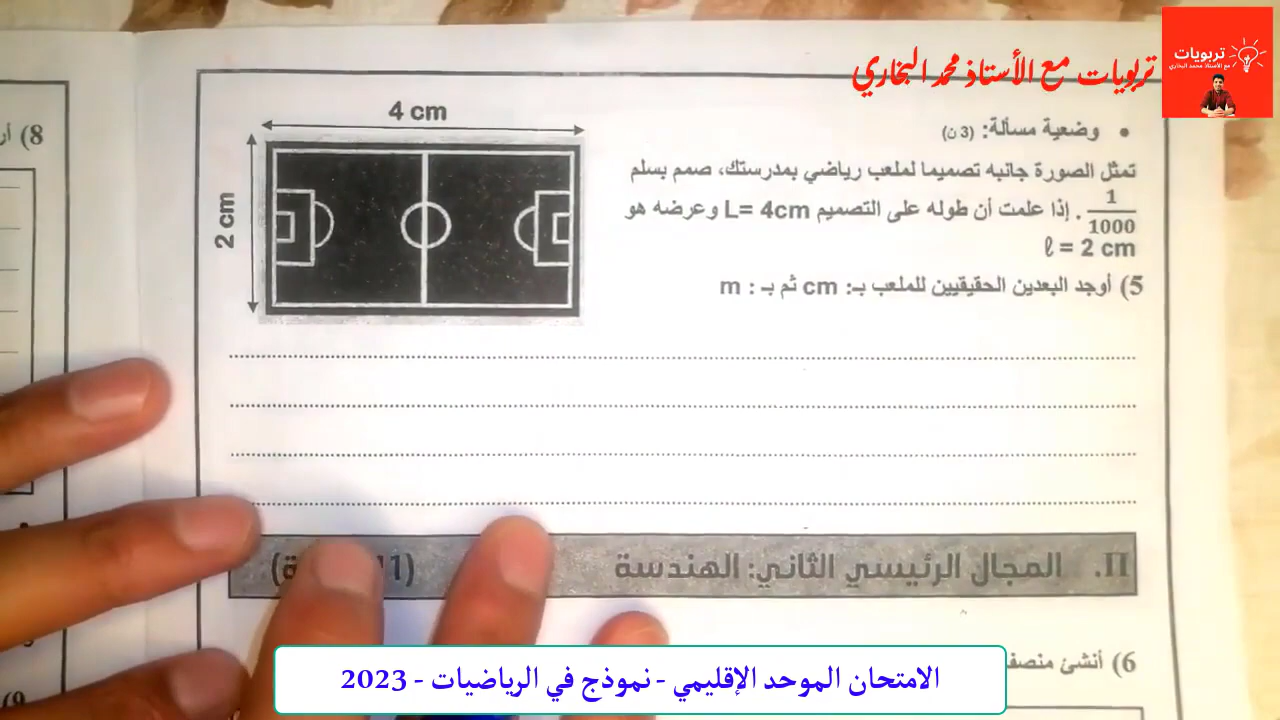 تربويات مع الأستاذ محمد البخاري
تربويات
مع الأستاذ محمد البخاري
• وضعية مسألة: (3 ن)
تمثل الصورة جانبه تصميما لملعب رياضي بمدرستك، صمم بسلم
1/1000 . إذا علمت أن طوله على التصميم L= 4cm وعرضه هو
ℓ = 2 cm
5) أوجد البعدين الحقيقيين للملعب بـ: cm ثم بـ : m
4 cm
2 cm
8)
II. المجال الرئيسي الثاني: الهندسة
6) أنشئ
9)
الامتحان الموحد الإقليمي - نموذج في الرياضيات - 2023